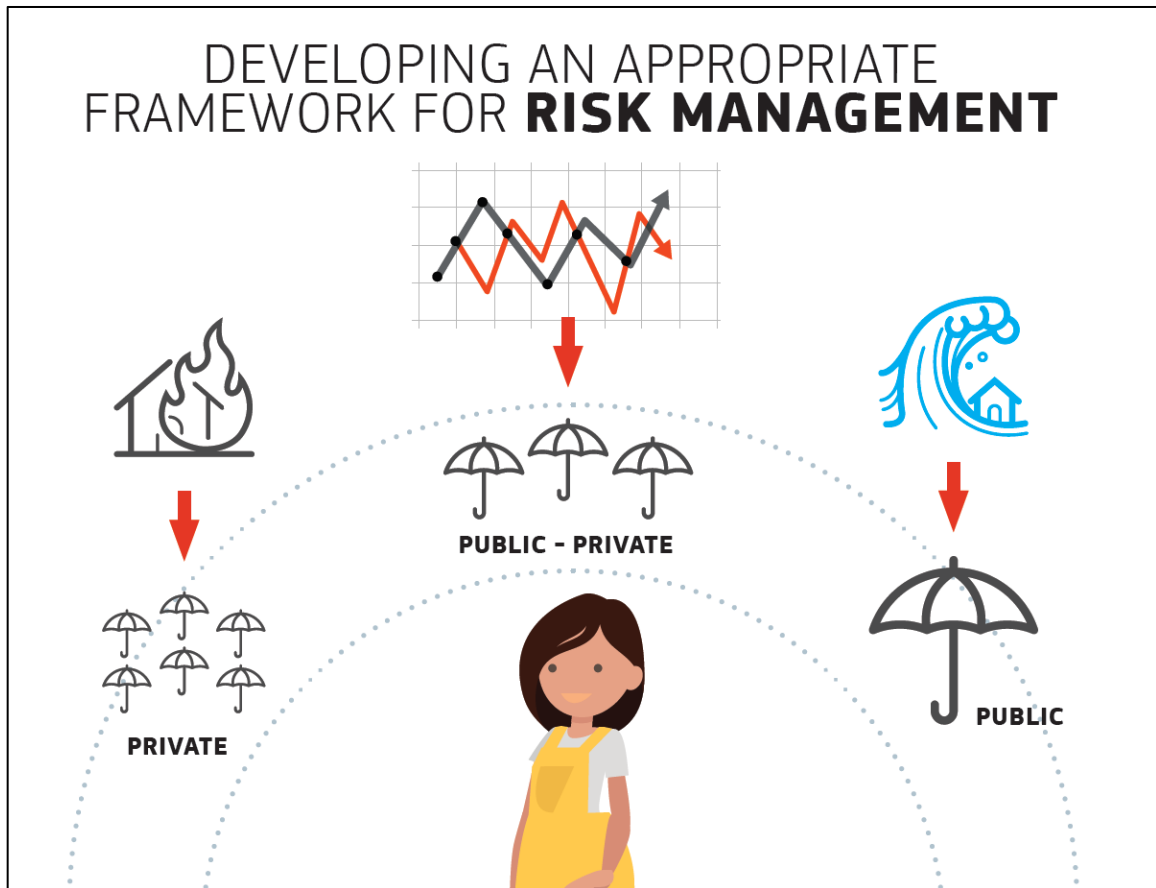 DEVELOPING AN APPROPRIATE
FRAMEWORK FOR RISK MANAGEMENT
PUBLIC - PRIVATE
PRIVATE
PUBLIC